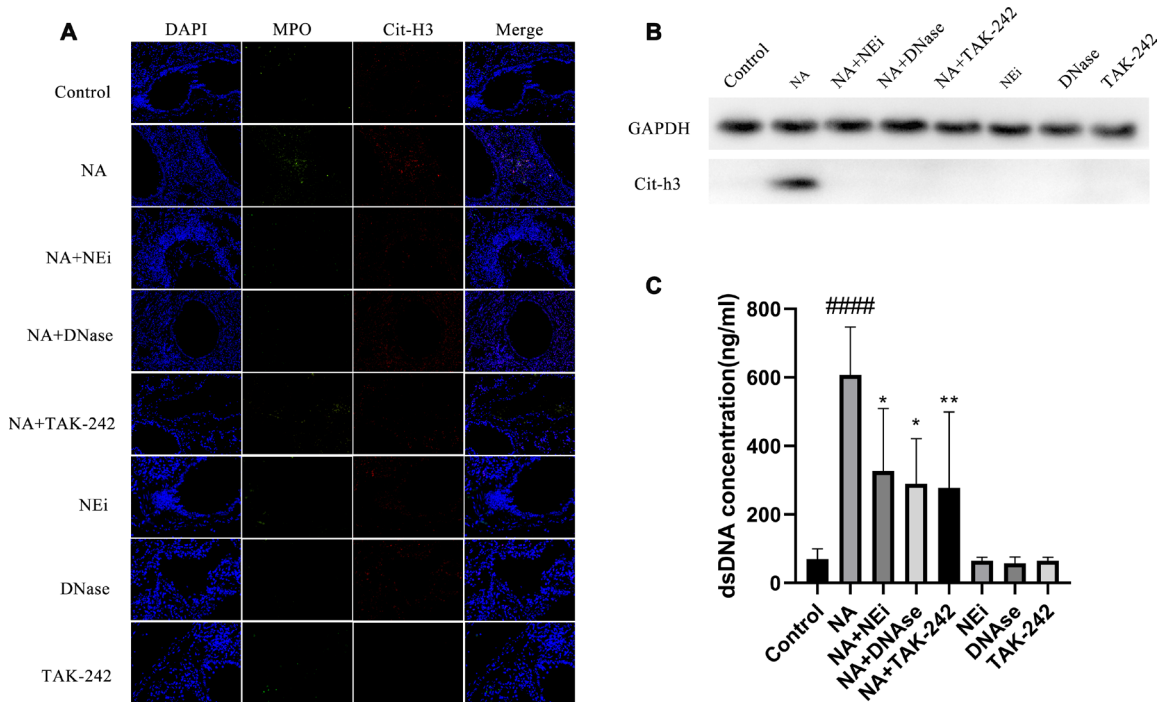 A
DAPI MPO Cit-H3 Merge
Control
NA
NA+NEi
NA+DNase
NA+TAK-242
NEi
DNase
TAK-242
B
Control NA NA+NEi NA+DNase NA+TAK-242 NEi DNase TAK-242
GAPDH
Cit-h3
C
dsDNA concentration(ng/ml)
800
600
400
200
0
####
*
*
**
Control NA NA+NEi NA+DNAse NA+TAK-242 NEi DNAse TAK-242